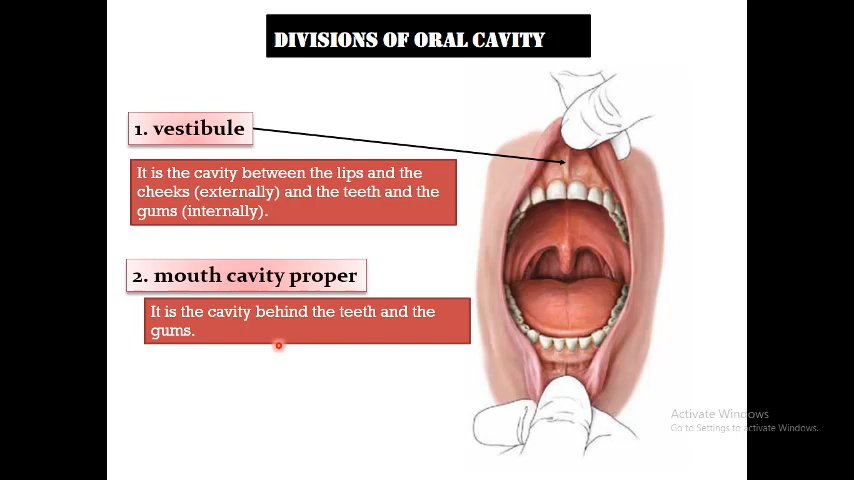 DIVISIONS OF ORAL CAVITY
1. vestibule
It is the cavity between the lips and the
cheeks (externally) and the teeth and the
gums (internally).
2. mouth cavity proper
It is the cavity behind the teeth and the
gums.
Activate Windows
Go to Settings to activate Windows.